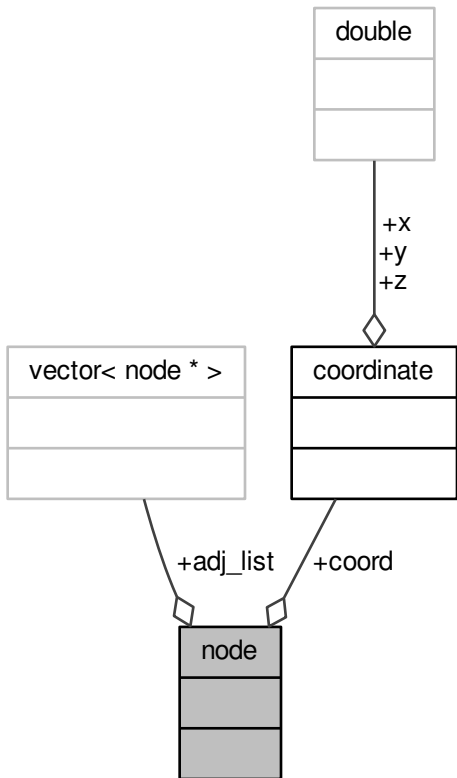 double
+x
+y
+z
vector< node * >
coordinate
+adj_list
+coord
node